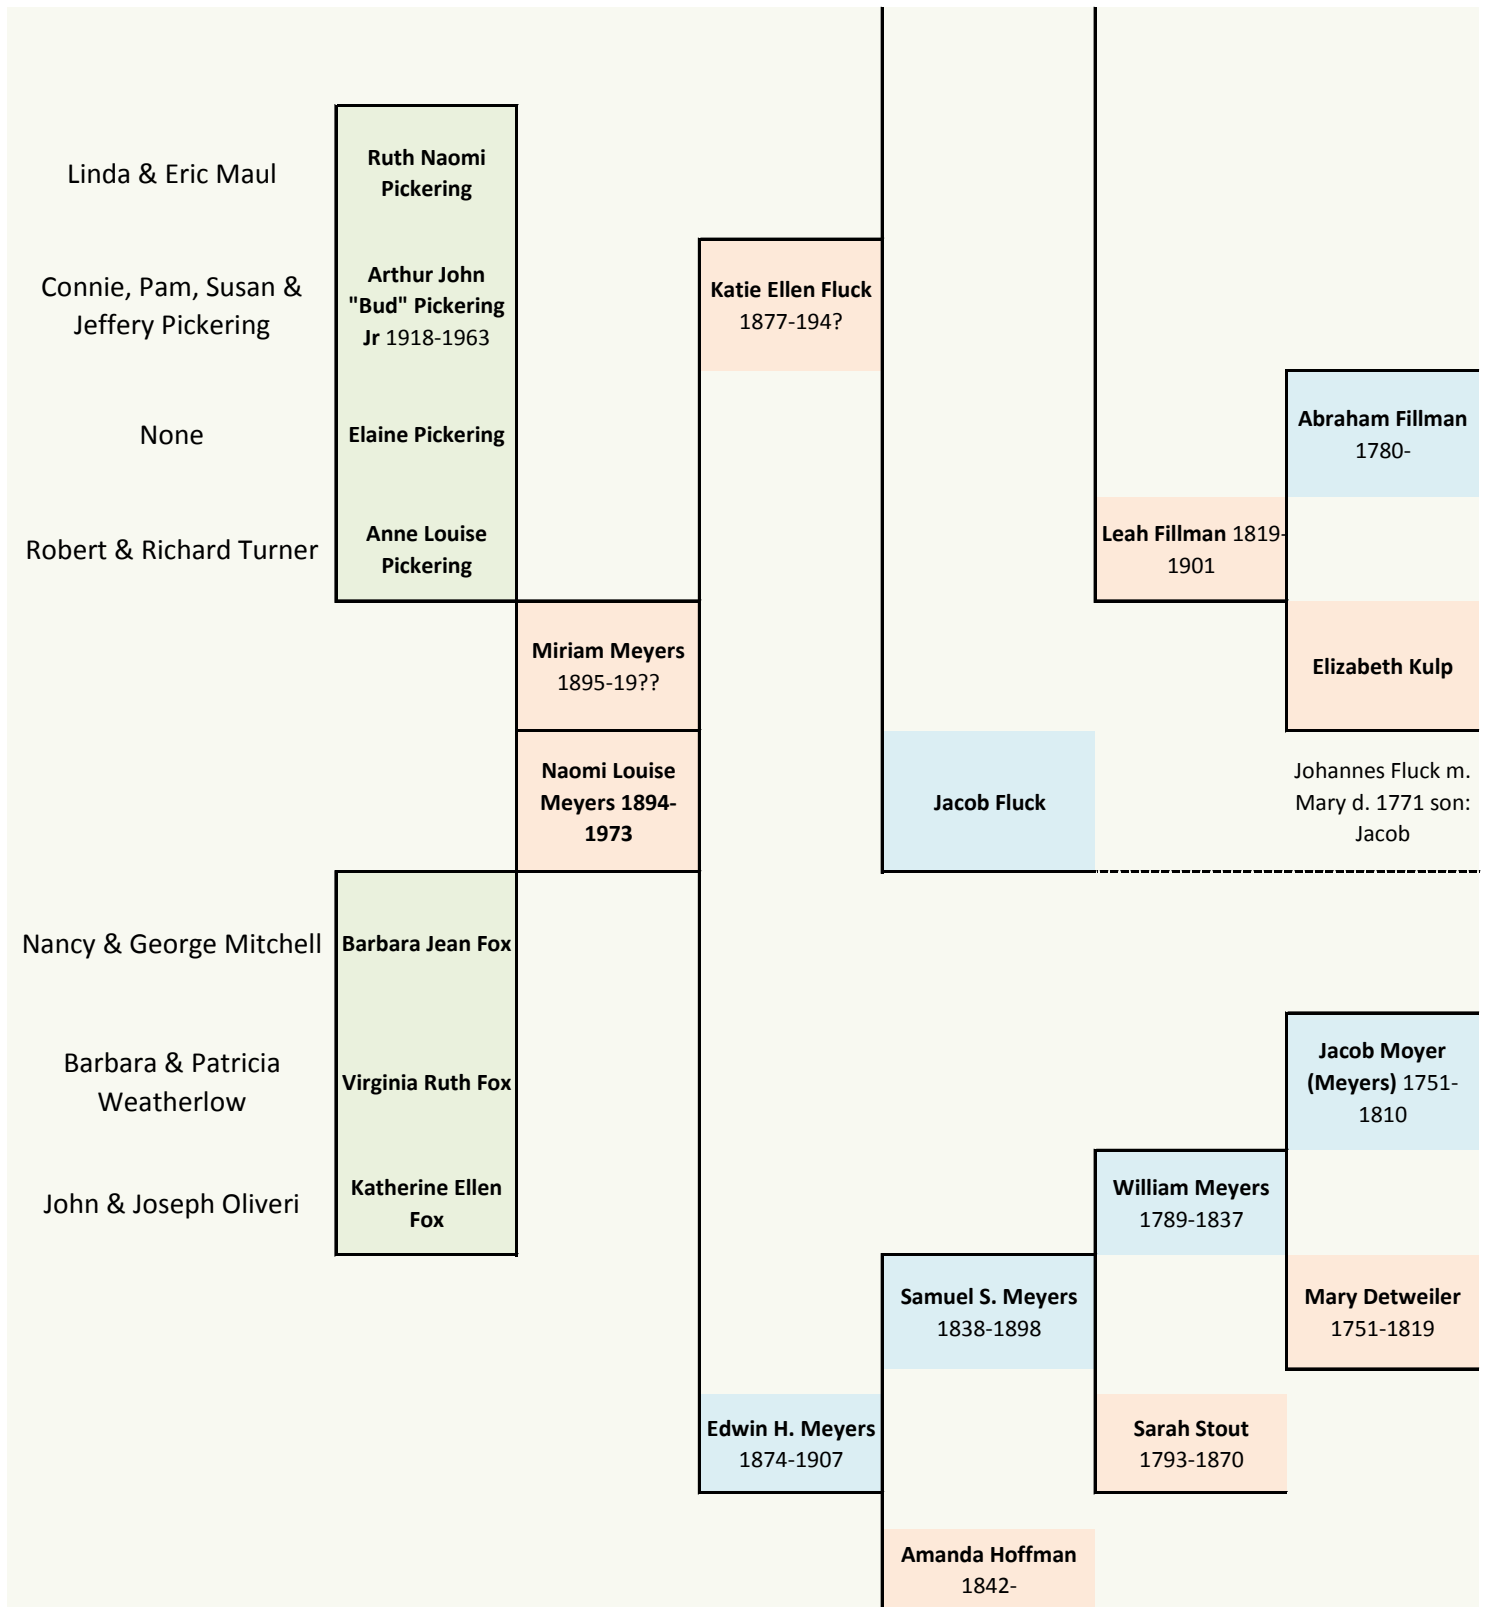 Linda & Eric Maul
Ruth Naomi
Pickering
Connie, Pam, Susan &
Jeffery Pickering
Arthur John
"Bud" Pickering
Jr 1918-1963
Katie Ellen Fluck
1877-194?
None
Elaine Pickering
Abraham Fillman
1780-
Robert & Richard Turner
Anne Louise
Pickering
Leah Fillman 1819-
1901
Miriam Meyers
1895-19??
Elizabeth Kulp
Naomi Louise
Meyers 1894-
1973
Jacob Fluck
Johannes Fluck m.
Mary d. 1771 son:
Jacob
Nancy & George Mitchell
Barbara Jean Fox
Barbara & Patricia
Weatherlow
Virginia Ruth Fox
Jacob Moyer
(Meyers) 1751-
1810
John & Joseph Oliveri
Katherine Ellen
Fox
William Meyers
1789-1837
Samuel S. Meyers
1838-1898
Mary Detweiler
1751-1819
Edwin H. Meyers
1874-1907
Sarah Stout
1793-1870
Amanda Hoffman
1842-